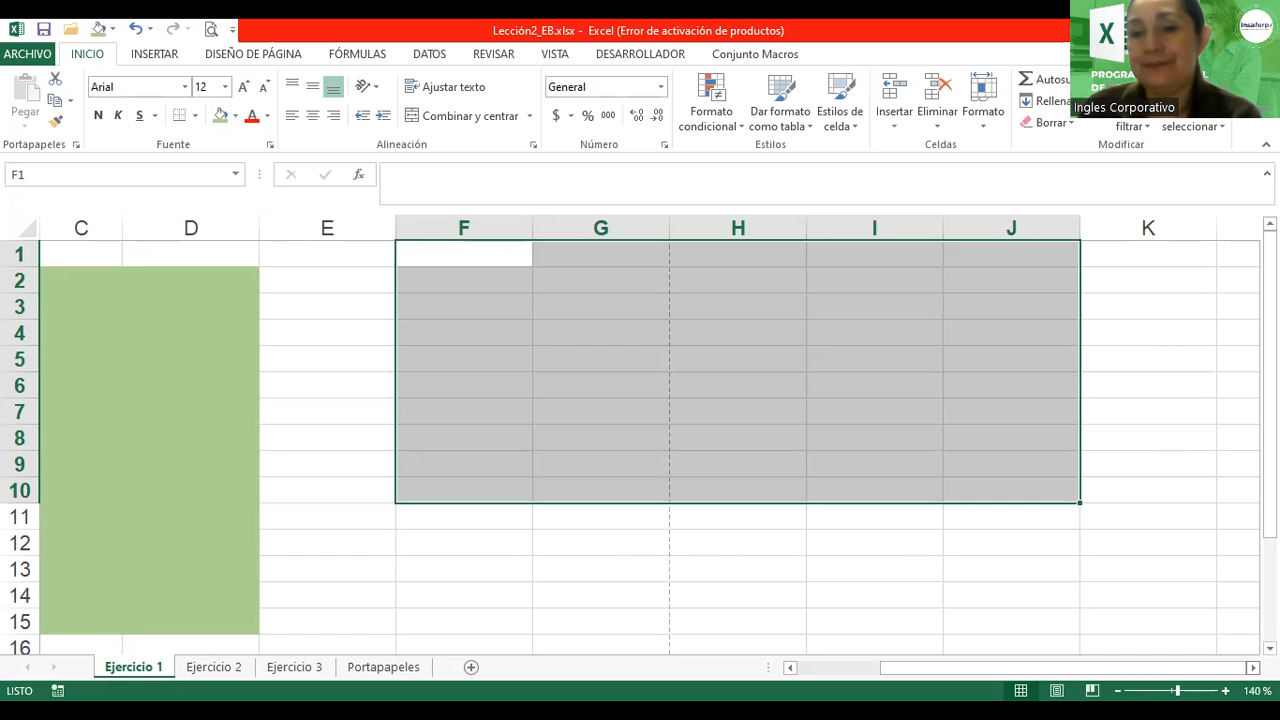 Lección2_EB.xlsx - Excel (Error de activación de productos)
ARCHIVO INICIO INSERTAR DISEÑO DE PÁGINA FÓRMULAS DATOS REVISAR VISTA DESARROLLADOR Conjunto Macros
Pegar
Portapapeles
Arial 12
N K S
Fuente
Ajustar texto
Combinar y centrar
Alineación
General
$ % 000
Número
Formato condicional
Dar formato como tabla
Estilos de celda
Estilos
Insertar Eliminar Formato
Celdas
Autosu
Rellena
Borrar
filtrar seleccionar
Modificar
PROGRA
DE
Insaforp
Ingles Corporativo
F1
fx
C D E F G H I J K
1
2
3
4
5
6
7
8
9
10
11
12
13
14
15
16
Ejercicio 1 Ejercicio 2 Ejercicio 3 Portapapeles
LISTO
140 %